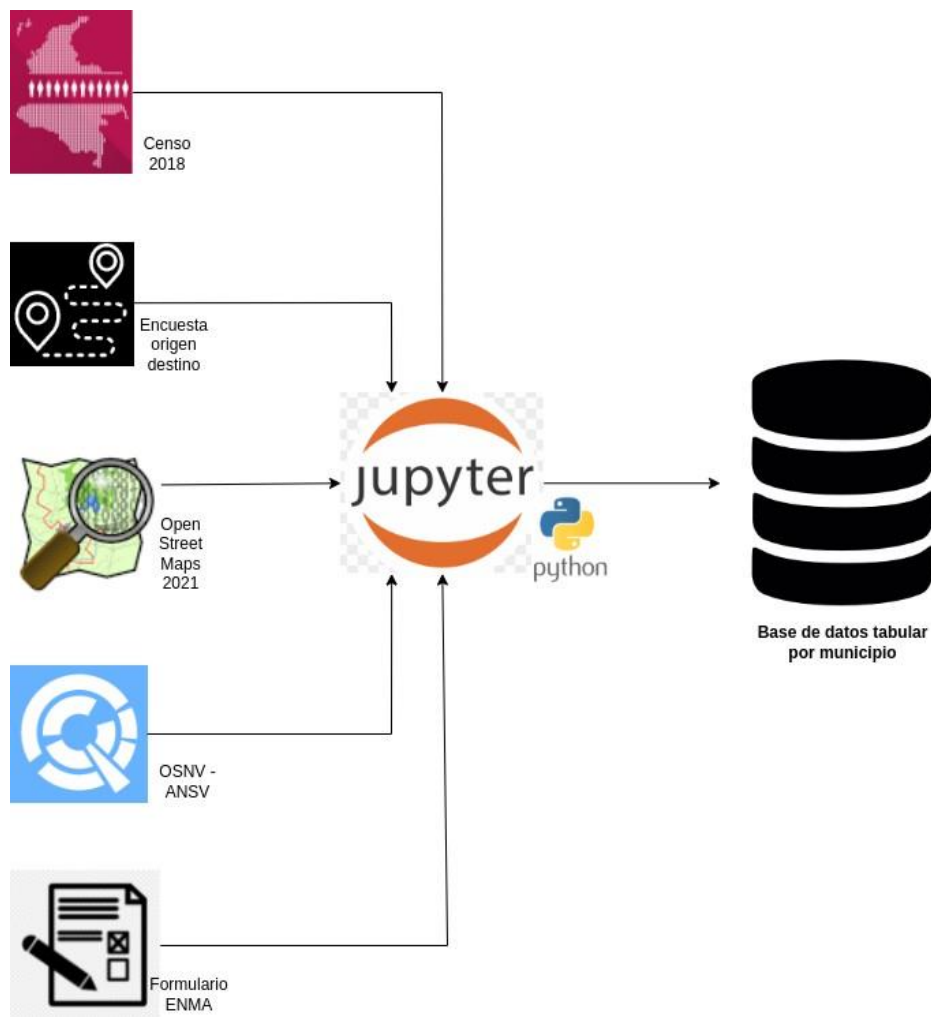 Censo
2018
Encuesta
origen
destino
Open
Street
Maps
2021
jupyter
python
Base de datos tabular
por municipio
OSNV -
ANSV
Formulario
ENMA